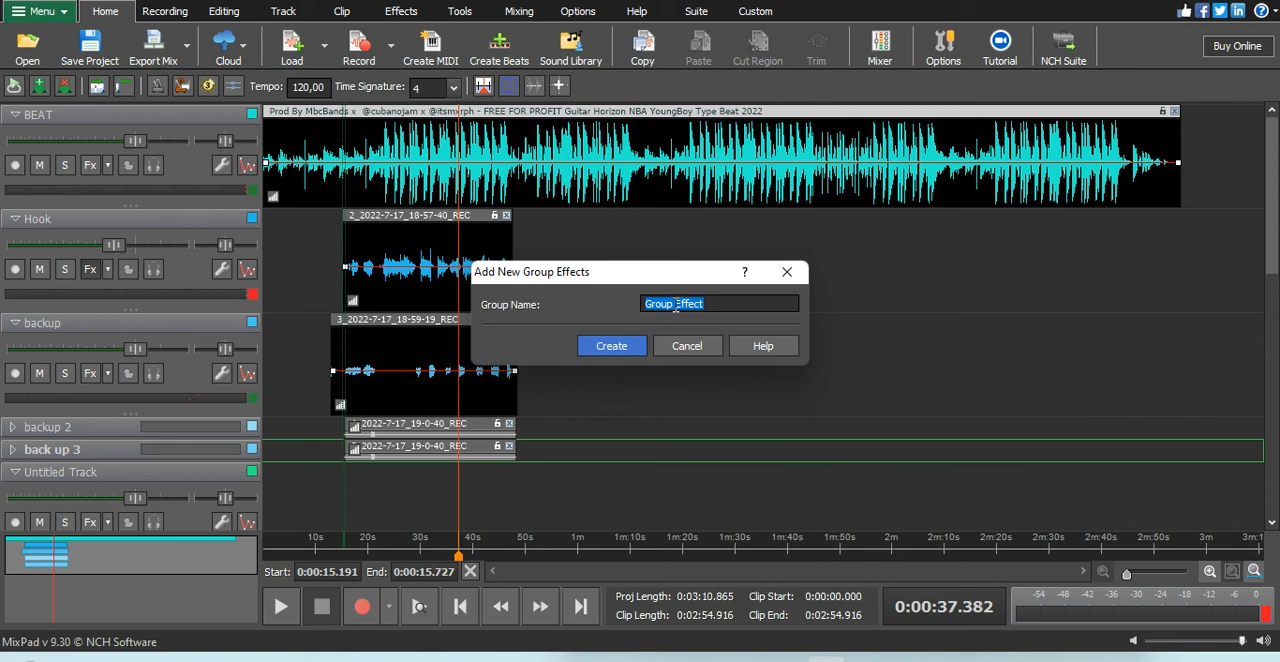 Menu Home Recording Editing Track Clip Effects Tools Mixing Options Help Suite Custom
Open Save Project Export Mix Cloud Load Record Create MIDI Create Beats Sound Library Copy Paste Cut Region Trim Mixer Options Tutorial NCH Suite Buy Online
Tempo: 120,00 Time Signature: 4
BEAT
Prod By MbcBands x @cubanojam x @itsmxrph - FREE FOR PROFIT Guitar Horizon NBA YoungBoy Type Beat 2022
M S Fx
Hook
2_2022-7-17_18-57-40_REC
M S Fx
Add New Group Effects ?
Group Name: Group Effect
Create Cancel Help
backup
3_2022-7-17_18-59-19_REC
M S Fx
backup 2
2022-7-17_19-0-40_REC
back up 3
2022-7-17_19-0-40_REC
Untitled Track
M S Fx
10s 20s 30s 40s 50s 1m 1m:10s 1m:20s 1m:30s 1m:40s 1m:50s 2m 2m:10s 2m:20s 2m:30s 2m:40s 2m:50s 3m 3m:1
Start: 0:00:15.191 End: 0:00:15.727
Proj Length: 0:03:10.865 Clip Start: 0:00:00.000
Clip Length: 0:02:54.916 Clip End: 0:02:54.916
0:00:37.382
-54 -48 -42 -36 -30 -24 -18 -12 -6 0
MixPad v 9.30 © NCH Software